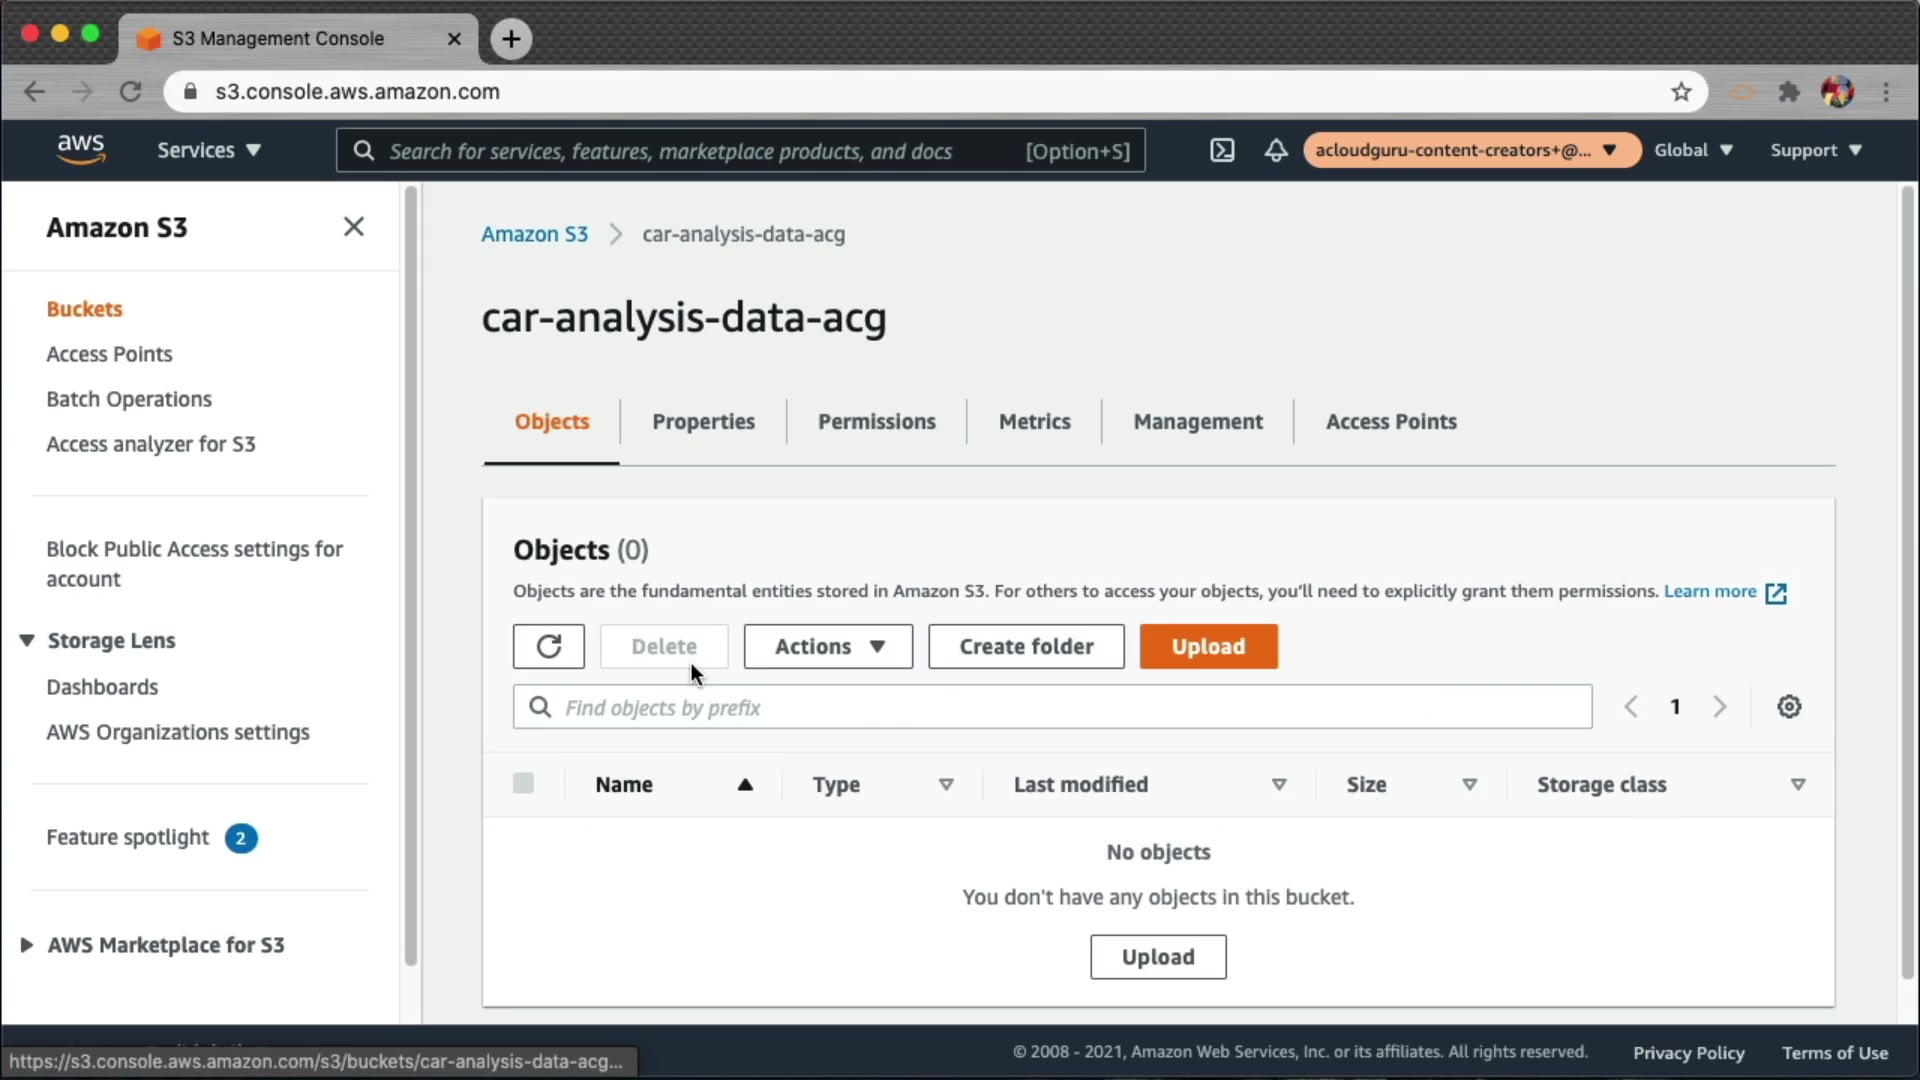 S3 Management Console
s3.console.aws.amazon.com
aws
Services
Search for services, features, marketplace products, and docs [Option+S]
acloudguru-content-creators+@...
Global
Support
Amazon S3
Buckets
Access Points
Batch Operations
Access analyzer for S3
Block Public Access settings for
account
Storage Lens
Dashboards
AWS Organizations settings
Feature spotlight 2
AWS Marketplace for S3
Amazon S3 car-analysis-data-acg
car-analysis-data-acg
Objects Properties Permissions Metrics Management Access Points
Objects (0)
Objects are the fundamental entities stored in Amazon S3. For others to access your objects, you'll need to explicitly grant them permissions. Learn more
Delete Actions Create folder Upload
Find objects by prefix
1
Name Type Last modified Size Storage class
No objects
You don't have any objects in this bucket.
Upload
https://s3.console.aws.amazon.com/s3/buckets/car-analysis-data-acg...
© 2008 - 2021, Amazon Web Services, Inc. or its affiliates. All rights reserved. Privacy Policy Terms of Use